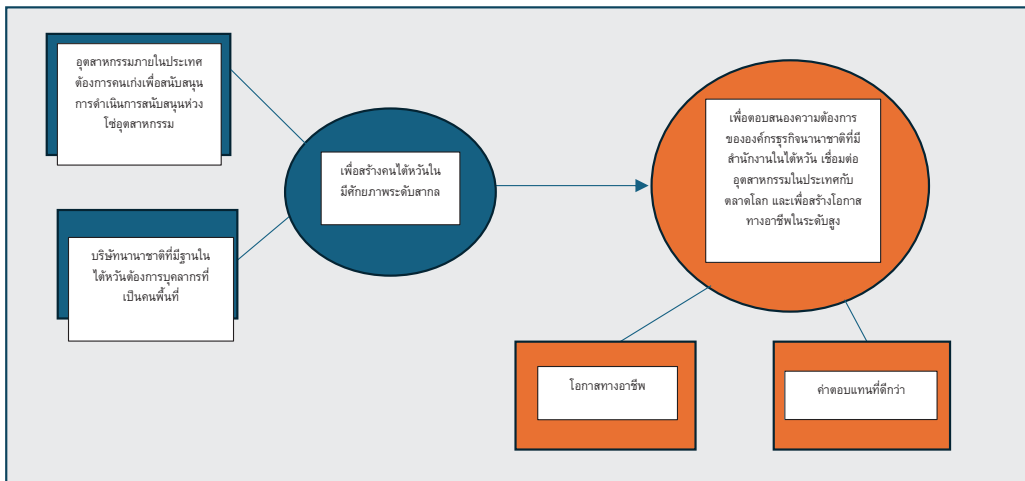 อุตสาหกรรมภายในประเทศ
ต้องการคนเก่งเพื่อสนับสนุน
การดำเนินการสนับสนุนห่วง
โซ่อุตสาหกรรม
บริษัทนานาชาติที่มีฐานใน
ไต้หวันต้องการบุคลากรที่
เป็นคนพื้นที่
เพื่อสร้างคนไต้หวันใน
มีศักยภาพระดับสากล
เพื่อตอบสนองความต้องการ
ขององค์กรธุรกิจนานาชาติที่มี
สำนักงานในไต้หวัน เชื่อมต่อ
อุตสาหกรรมในประเทศกับ
ตลาดโลก และเพื่อสร้างโอกาส
ทางอาชีพในระดับสูง
โอกาสทางอาชีพ
ค่าตอบแทนที่ดีกว่า